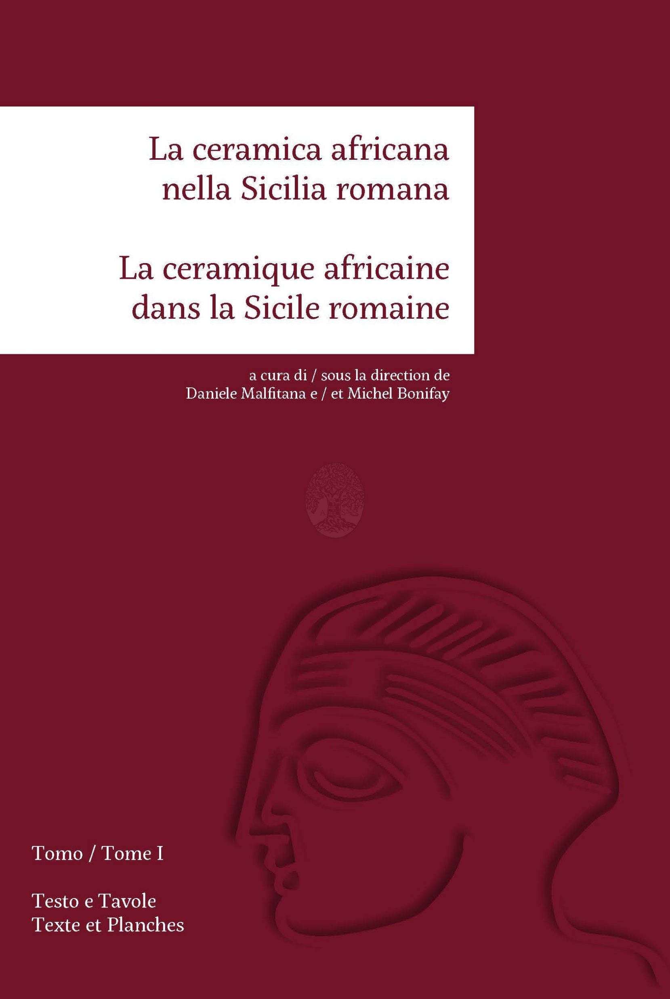 La ceramica africana
nella Sicilia romana
La ceramique africaine
dans la Sicile romaine
a cura di / sous la direction de
Daniele Malfitana e / et Michel Bonifay
A S
Tomo / Tome I
Testo e Tavole
Texte et Planches